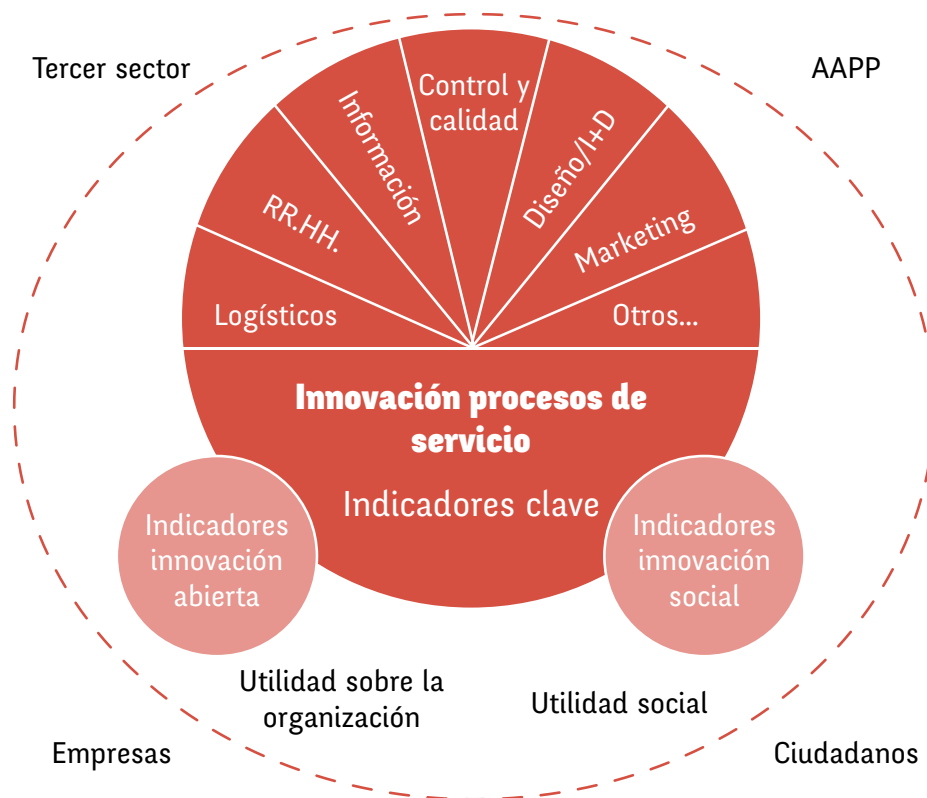 Tercer sector
AAPP
Control y
calidad
Información
Diseño/I+D
RR.HH.
Marketing
Logísticos
Otros...
Innovación procesos de
servicio
Indicadores clave
Indicadores
innovación
abierta
Indicadores
innovación
social
Utilidad sobre la
organización
Utilidad social
Empresas
Ciudadanos